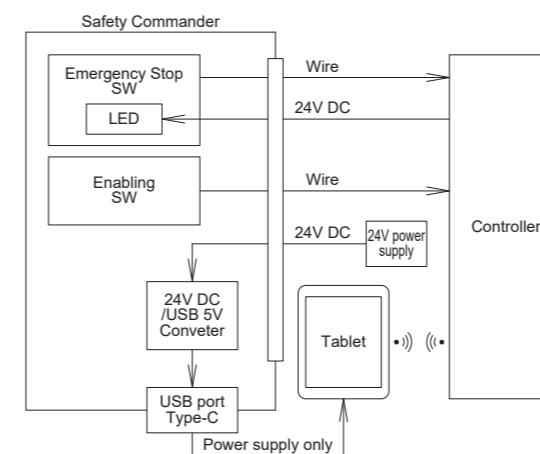 Safety Commander
Emergency Stop
SW
LED
Wire
24V DC
Enabling
SW
Wire
24V DC
24V power
supply
Controller
24V DC
/USB 5V
Conveter
Tablet
USB port
Type-C
Power supply only